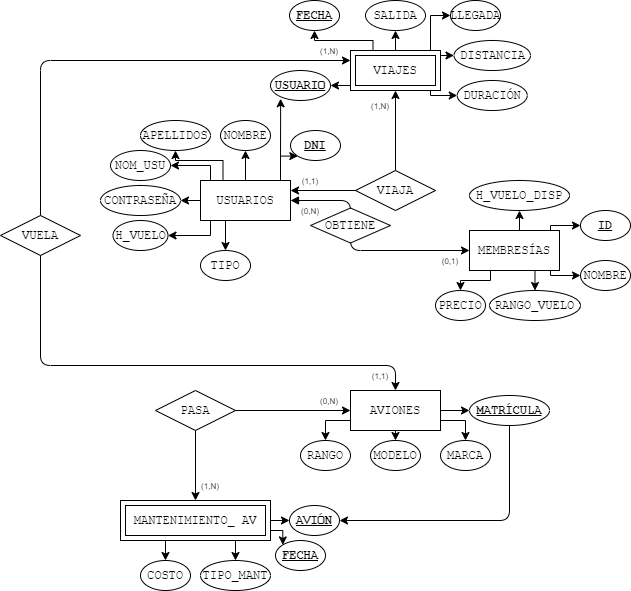 FECHA
SALIDA
LLEGADA
(1,N)
DISTANCIA
VIAJES
USUARIO
DURACIÓN
(1,N)
APELLIDOS
NOMBRE
DNI
NOM_USU
(1,1)
VIAJA
H_VUELO_DISP
CONTRASEÑA
USUARIOS
(0,N)
OBTIENE
ID
VUELA
H_VUELO
MEMBRESÍAS
(0,1)
TIPO
NOMBRE
PRECIO
RANGO_VUELO
(1,1)
(0,N)
PASA
AVIONES
MATRÍCULA
RANGO
MODELO
MARCA
(1,N)
MANTENIMIENTO_ AV
AVIÓN
FECHA
COSTO
TIPO_MANT